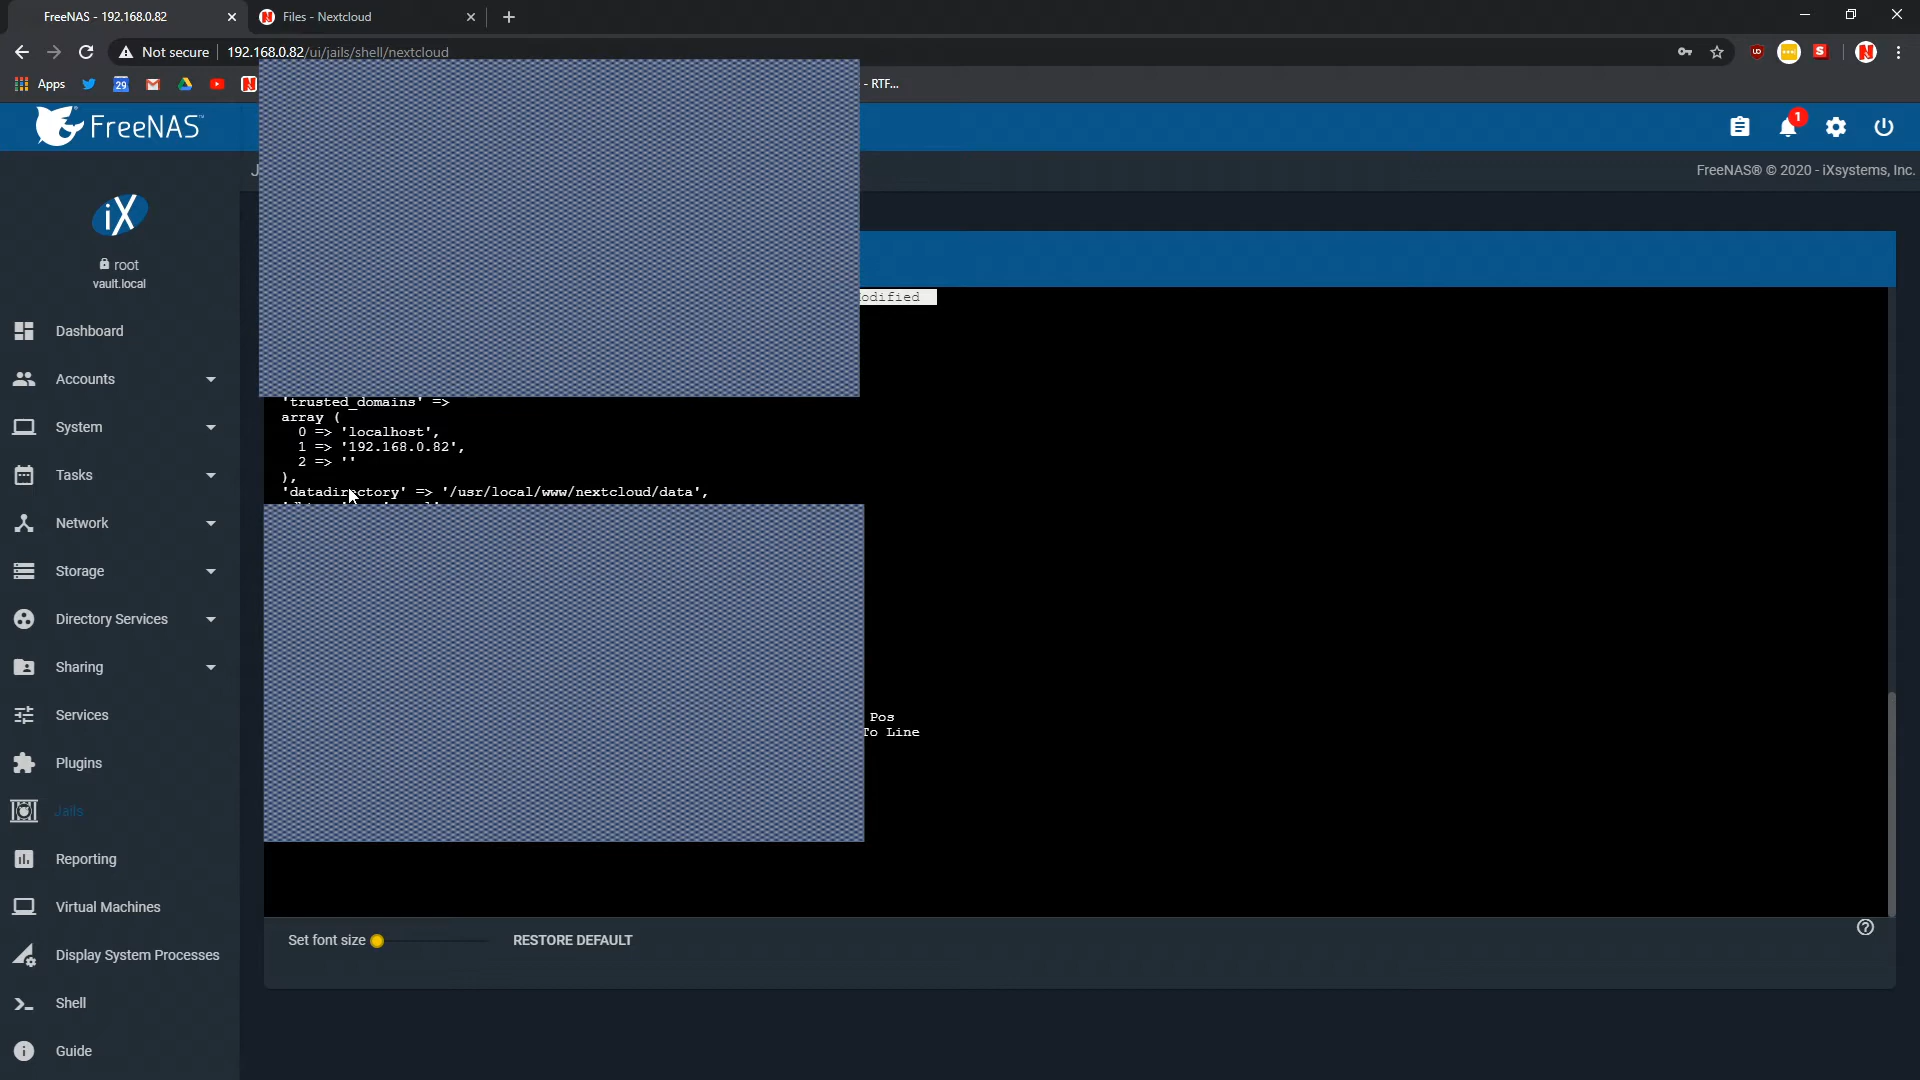 FreeNAS - 192.168.0.82
Files - Nextcloud
Not secure
192.168.0.82/ui/jails/shell/nextcloud
Apps
29
- RTF...
FreeNAS
1
FreeNAS® © 2020 - iXsystems, Inc.
iX
root
vault.local
Dashboard
Accounts
System
Tasks
Network
Storage
Directory Services
Sharing
Services
Plugins
Jails
Reporting
Virtual Machines
Display System Processes
Shell
Guide
odified
'trusted_domains' =>
array (
0 => 'localhost',
1 => '192.168.0.82',
2 => ''
),
'datadirectory' => '/usr/local/www/nextcloud/data',
Pos
To Line
Set font size
RESTORE DEFAULT